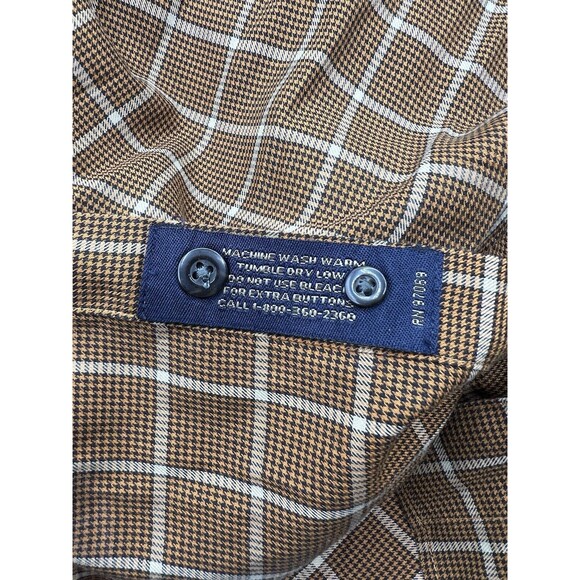 MACHINE WASH WARM
TUMBLE DRY LOW
DO NOT USE BLEACH
FOR EXTRA BUTTONS
CALL 1-800-360-2360
RN 97069